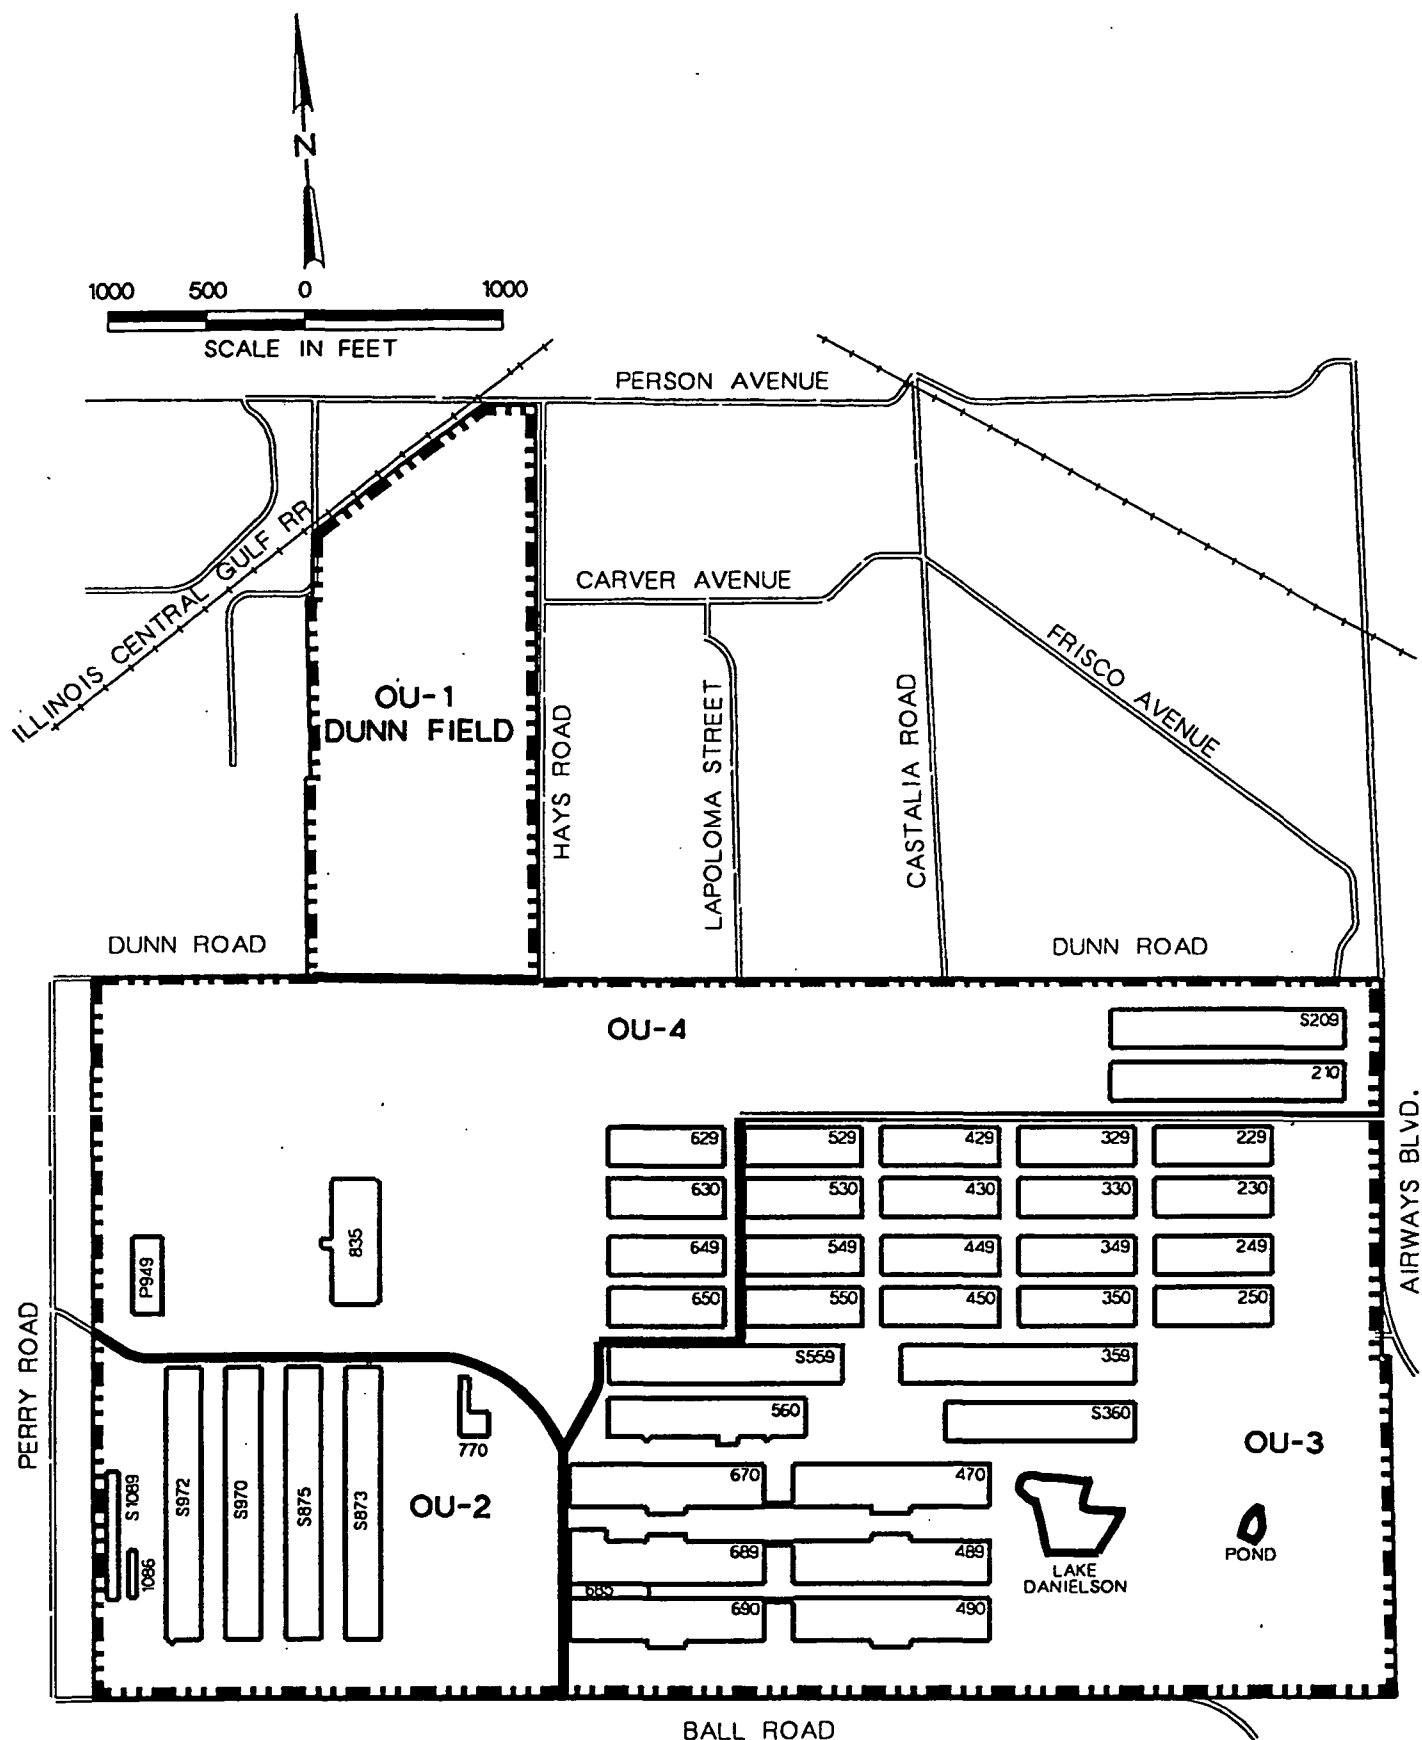 N
1000 500 0 1000
SCALE IN FEET
PERSON AVENUE
ILLINOIS CENTRAL GULF RR
CARVER AVENUE
FRISCO AVENUE
OU-1
DUNN FIELD
HAYS ROAD
LAPOLOMA STREET
CASTALIA ROAD
DUNN ROAD
DUNN ROAD
OU-4
S209
210
AIRWAYS BLVD.
629 529 429 329 229
630 530 430 330 230
649 549 449 349 249
650 550 450 350 250
P949
835
PERRY ROAD
S559 359
560 S360
770
OU-3
S1089
1086
S972
S970
S875
S873
OU-2
670 470
689 489
685
690 490
LAKE
DANIELSON
POND
BALL ROAD